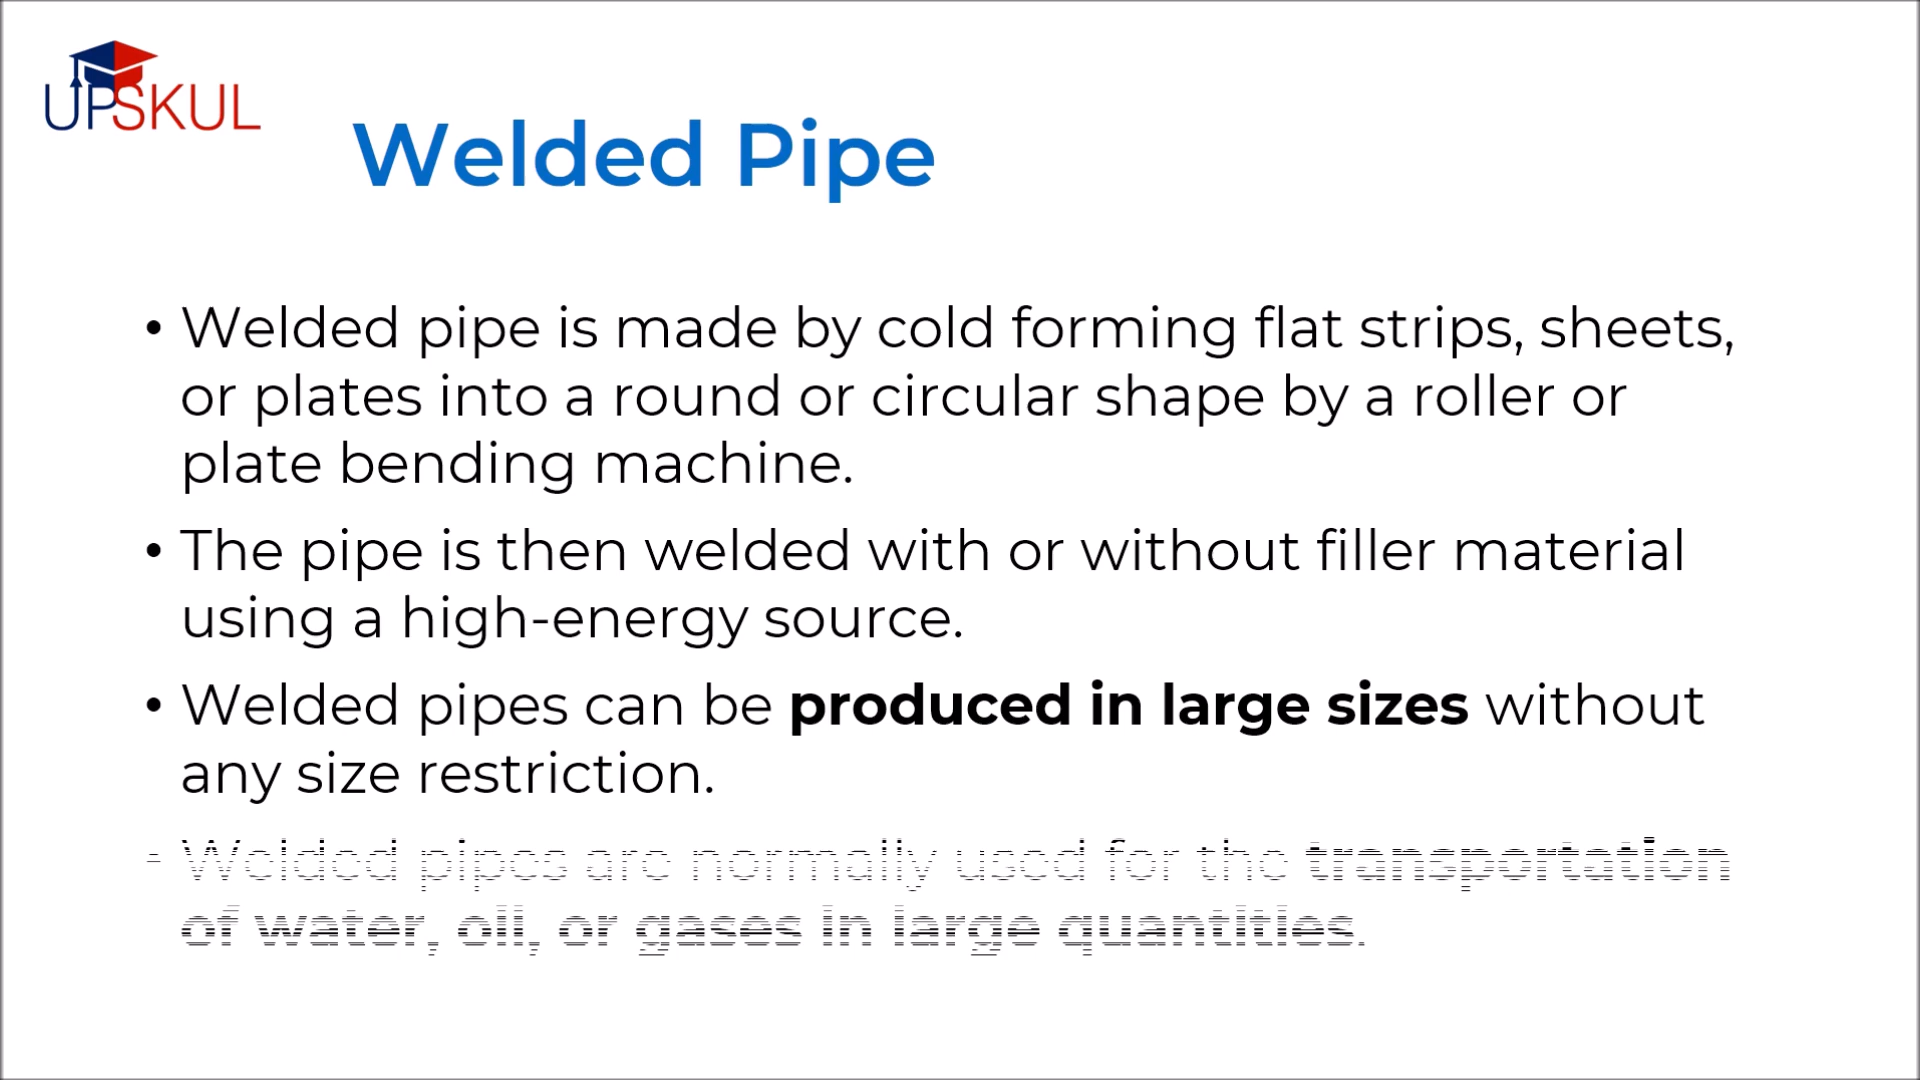 UPSKUL
Welded Pipe
• Welded pipe is made by cold forming flat strips, sheets,
or plates into a round or circular shape by a roller or
plate bending machine.
• The pipe is then welded with or without filler material
using a high-energy source.
• Welded pipes can be produced in large sizes without
any size restriction.
• Welded pipes are normally used for the transportation
of water, oil, or gases in large quantities.